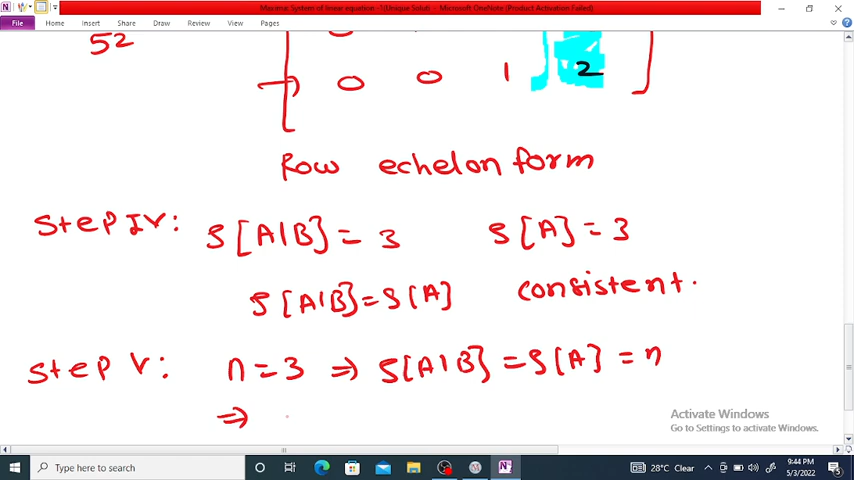 Maxima: System of linear equation -1(Unique Solut) - Microsoft OneNote (Product Activation Failed)
File Home Insert Share Draw Review View Pages
52
0 0 1 2
Row echelon form
Step IV: ρ[A|B] = 3 ρ[A] = 3
ρ[A|B] = ρ[A] consistent.
Step V: n = 3 ⇒ ρ[A|B] = ρ[A] = n
⇒
Activate Windows
Go to Settings to activate Windows.
Type here to search
28°C Clear
9:44 PM
5/3/2022